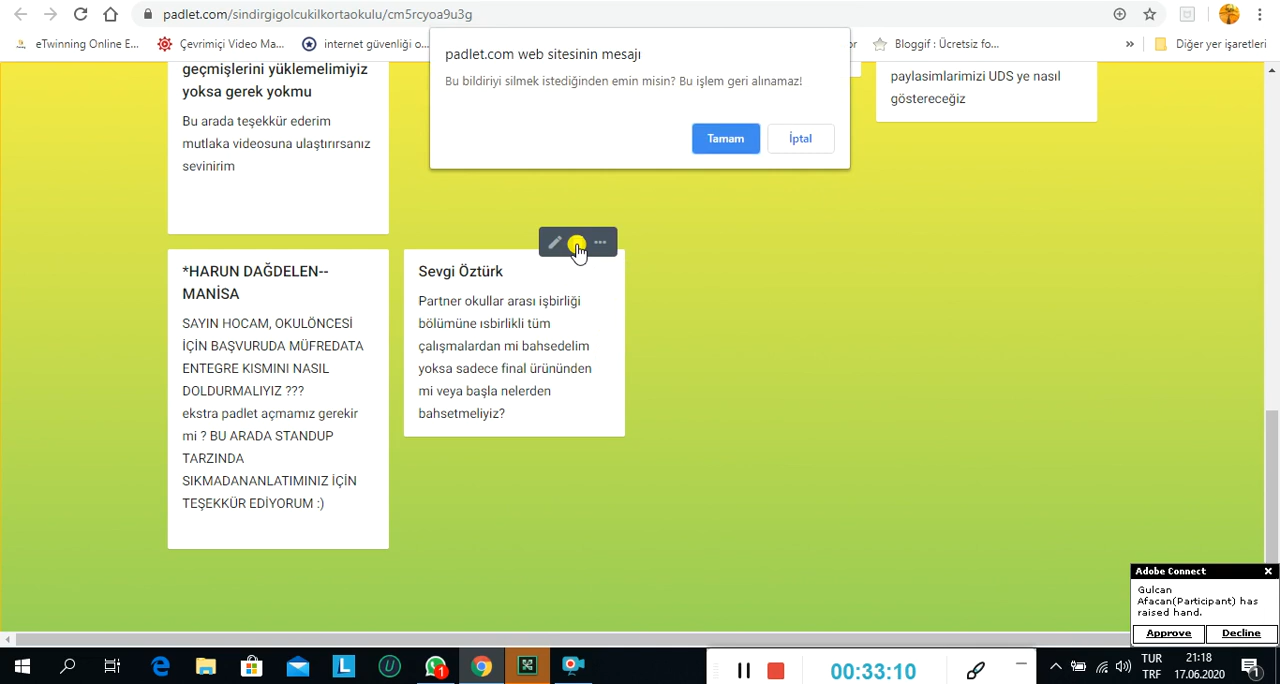 padlet.com/sindirgigolcukilkortaokulu/cm5rcyoa9u3g
eTwinning Online E...
Çevrimiçi Video Ma...
internet güvenliği o...
or
Bloggif : Ücretsiz fo...
»
Diğer yer işaretleri
padlet.com web sitesinin mesajı
Bu bildiriyi silmek istediğinden emin misin? Bu işlem geri alınamaz!
Tamam
İptal
geçmişlerini yüklemelimiyiz
yoksa gerek yokmu
Bu arada teşekkür ederim
mutlaka videosuna ulaştırırsanız
sevinirim
paylasimlarimizi UDS ye nasıl
göstereceğiz
*HARUN DAĞDELEN--
MANİSA
SAYIN HOCAM, OKULÖNCESİ
İÇİN BAŞVURUDA MÜFREDATA
ENTEGRE KISMINI NASIL
DOLDURMALIYIZ ???
ekstra padlet açmamız gerekir
mi ? BU ARADA STANDUP
TARZINDA
SIKMADANANLATIMINIZ İÇİN
TEŞEKKÜR EDİYORUM :)
Sevgi Öztürk
Partner okullar arası işbirliği
bölümüne ısbirlikli tüm
çalışmalardan mi bahsedelim
yoksa sadece final ürününden
mi veya başla nelerden
bahsetmeliyiz?
Adobe Connect
Gulcan
Afacan(Participant) has
raised hand.
Approve
Decline
L
U
1
00:33:10
TUR
TRF
21:18
17.06.2020
1